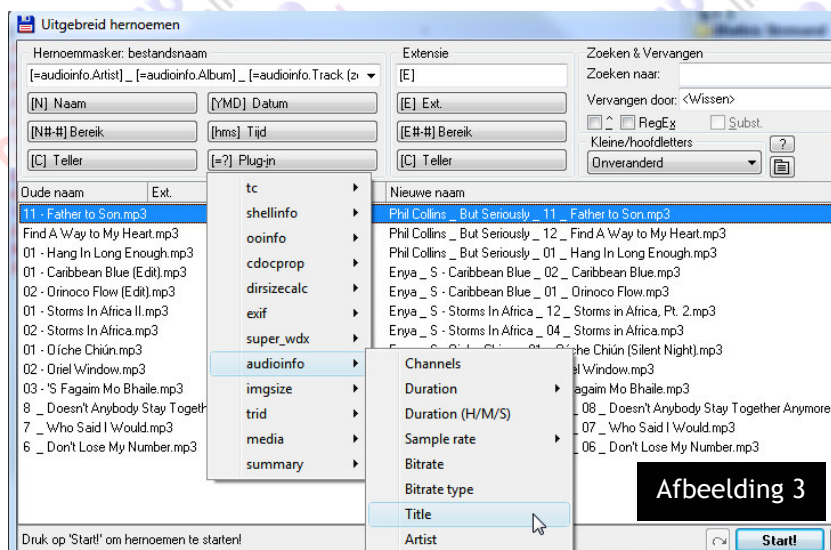 Uitgebreid hernoemen
Hernoemmasker: bestandsnaam
Extensie
Zoeken & Vervangen
[=audioinfo.Artist] _ [=audioinfo.Album] _ [=audioinfo.Track (z
[E]
Zoeken naar:
[N] Naam
[YMD] Datum
[E] Ext.
Vervangen door: <Wissen>
[N#-#] Bereik
[hms] Tijd
[E#-#] Bereik
^ RegEx Subst.
Kleine/hoofdletters
?
[C] Teller
[=?] Plug-in
[C] Teller
Onveranderd
Oude naam
Ext.
Nieuwe naam
11 - Father to Son.mp3
Find A Way to My Heart.mp3
01 - Hang In Long Enough.mp3
01 - Caribbean Blue (Edit).mp3
02 - Orinoco Flow (Edit).mp3
01 - Storms In Africa II.mp3
02 - Storms In Africa.mp3
01 - Oíche Chiún.mp3
02 - Oriel Window.mp3
03 - 'S Fagaim Mo Bhaile.mp3
8 _ Doesn't Anybody Stay Togeth
7 _ Who Said I Would.mp3
6 _ Don't Lose My Number.mp3
tc
shellinfo
ooinfo
cdocprop
dirsizecalc
exif
super_wdx
audioinfo
imgsize
trid
media
summary
Phil Collins _ But Seriously _ 11 _ Father to Son.mp3
Phil Collins _ But Seriously _ 12 _ Find A Way to My Heart.mp3
Phil Collins _ But Seriously _ 01 _ Hang In Long Enough.mp3
Enya _ S - Caribbean Blue _ 02 _ Caribbean Blue.mp3
Enya _ S - Caribbean Blue _ 01 _ Orinoco Flow.mp3
Enya _ S - Storms In Africa _ 12 _ Storms in Africa, Pt. 2.mp3
Enya _ S - Storms In Africa _ 04 _ Storms in Africa.mp3
che Chiún (Silent Night).mp3
el Window.mp3
agaim Mo Bhaile.mp3
_ 08 _ Doesn't Anybody Stay Together Anymore
_ 07 _ Who Said I Would.mp3
_ 06 _ Don't Lose My Number.mp3
Channels
Duration
Duration (H/M/S)
Sample rate
Bitrate
Bitrate type
Title
Artist
Afbeelding 3
Druk op 'Start!' om hernoemen te starten!
Start!